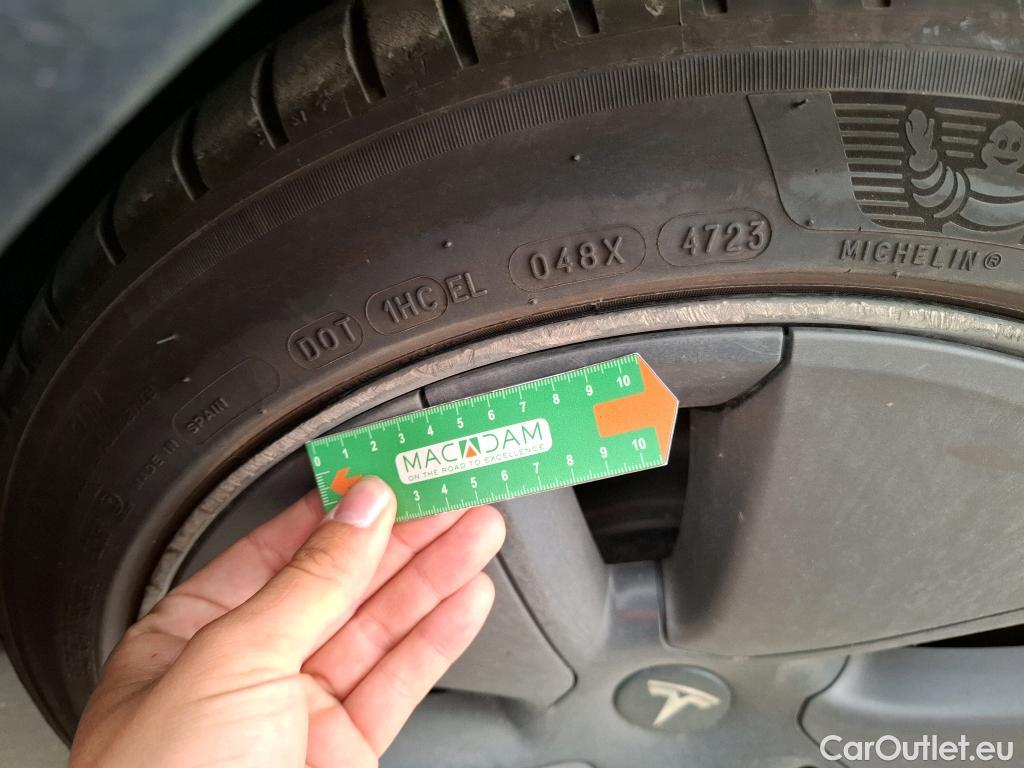 DOT 1HC EL 048X 4723
MICHELIN®
MADE IN SPAIN
0 1 2 3 4 5 6 7 8 9 10
MACADAM
ON THE ROAD TO EXCELLENCE
3 4 5 6 7 8 9 10
CarOutlet.eu